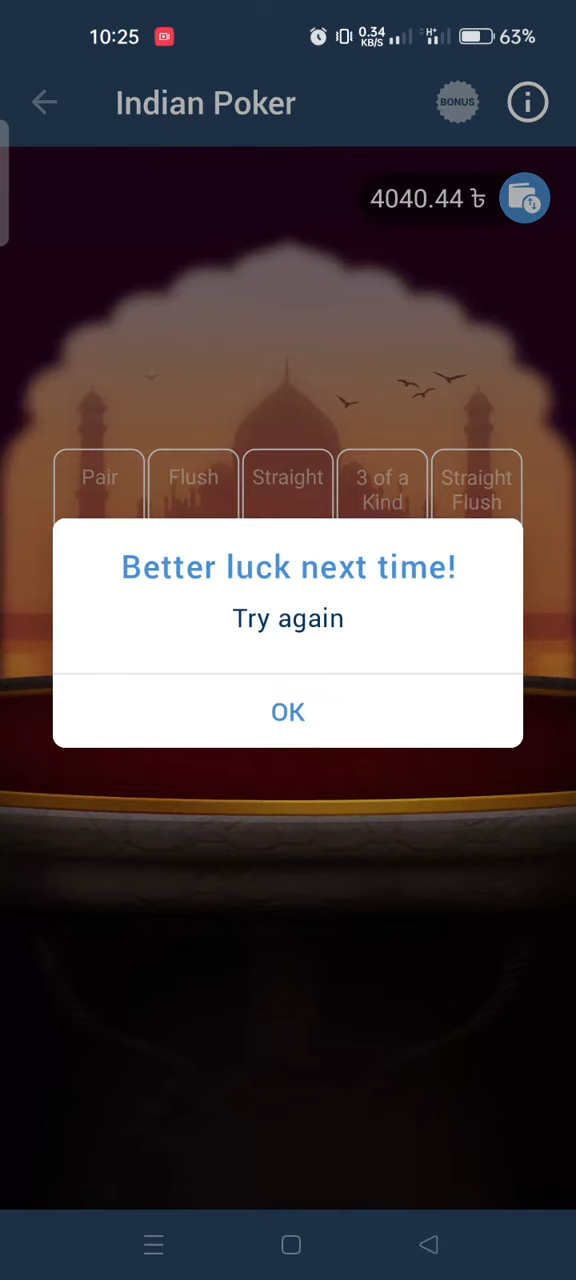 10:25 0.34 KB/S H+ 63%
Indian Poker BONUS
4040.44 ৳
Pair Flush Straight 3 of a Kind Straight Flush
Better luck next time!
Try again
OK